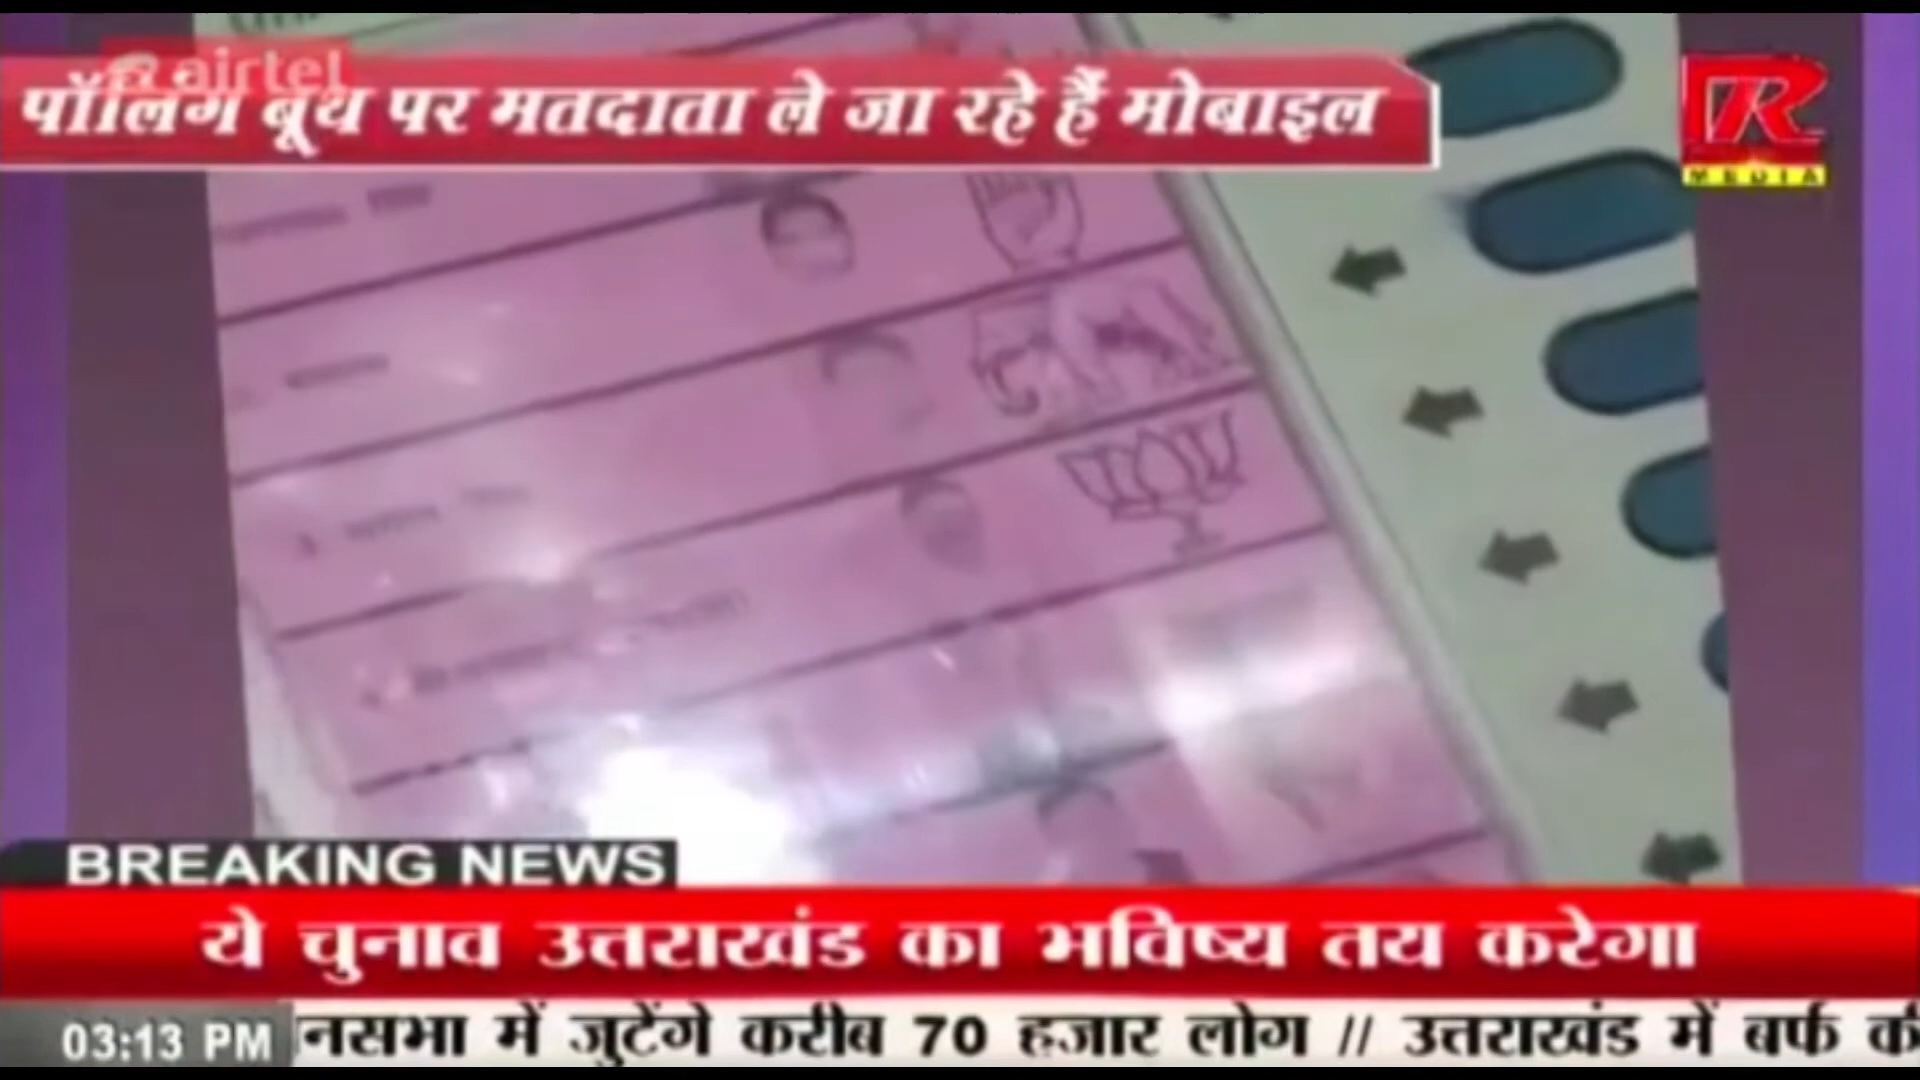 airtel
पोलिंग बूथ पर मतदाता ले जा रहे हैं मोबाइल
R
MEDIA
BREAKING NEWS
ये चुनाव उत्तराखंड का भविष्य तय करेगा
03:13 PM
नसभा में जुटेंगे करीब 70 हजार लोग // उत्तराखंड में बर्फ की